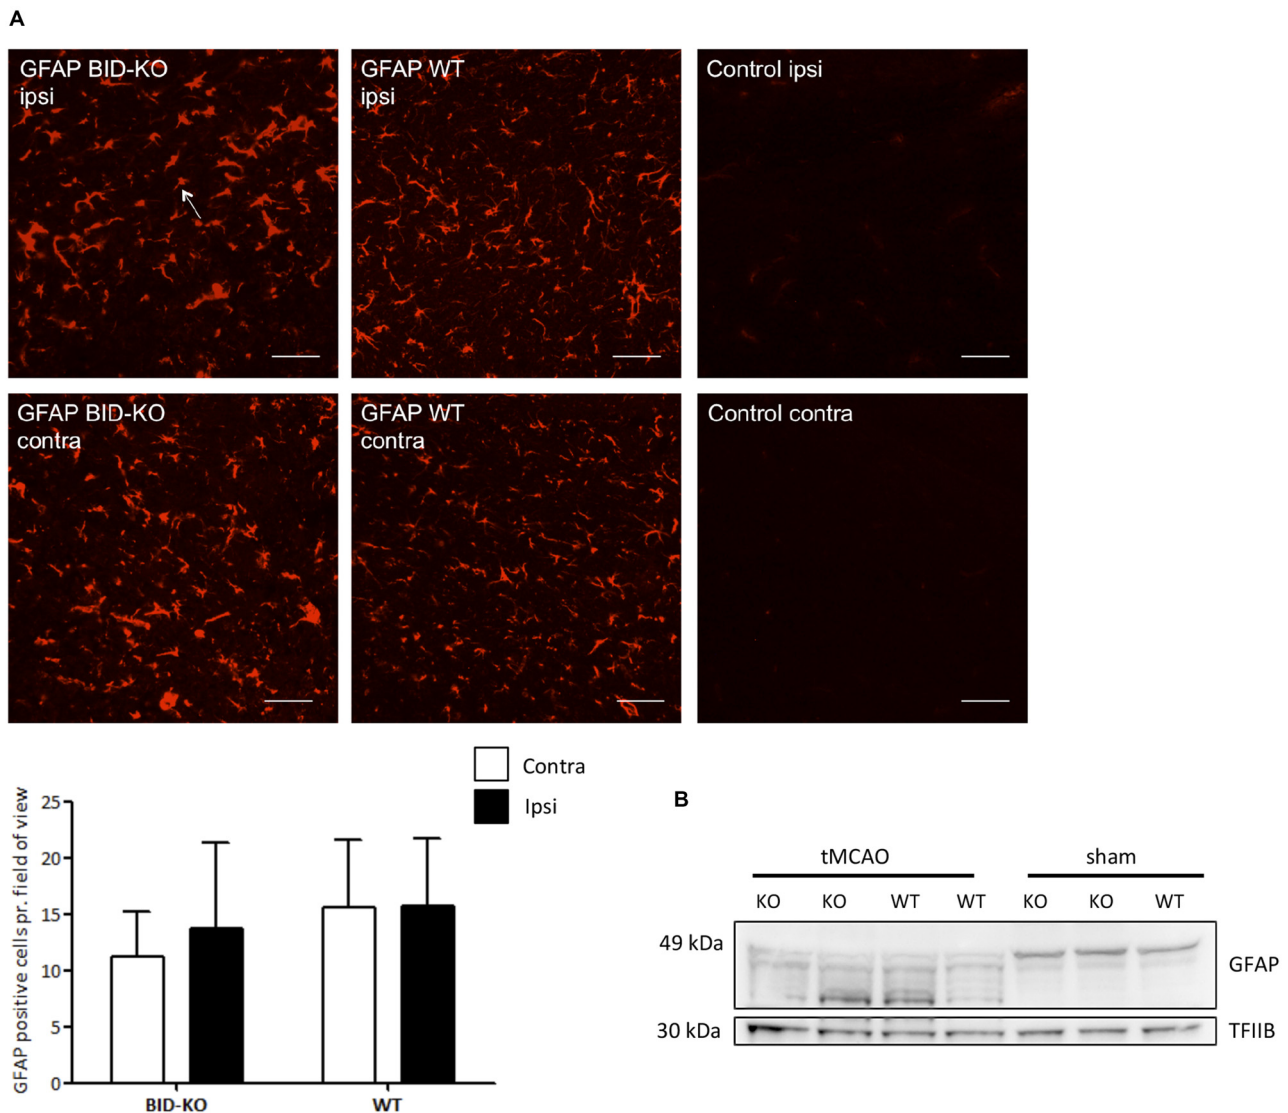 A
GFAP BID-KO
ipsi
GFAP WT
ipsi
Control ipsi
GFAP BID-KO
contra
GFAP WT
contra
Control contra
Contra
Ipsi
GFAP positive cells pr. field of view
25
20
15
10
5
0
BID-KO
WT
B
tMCAO
sham
KO
KO
WT
WT
KO
KO
WT
49 kDa
GFAP
30 kDa
TFIIB